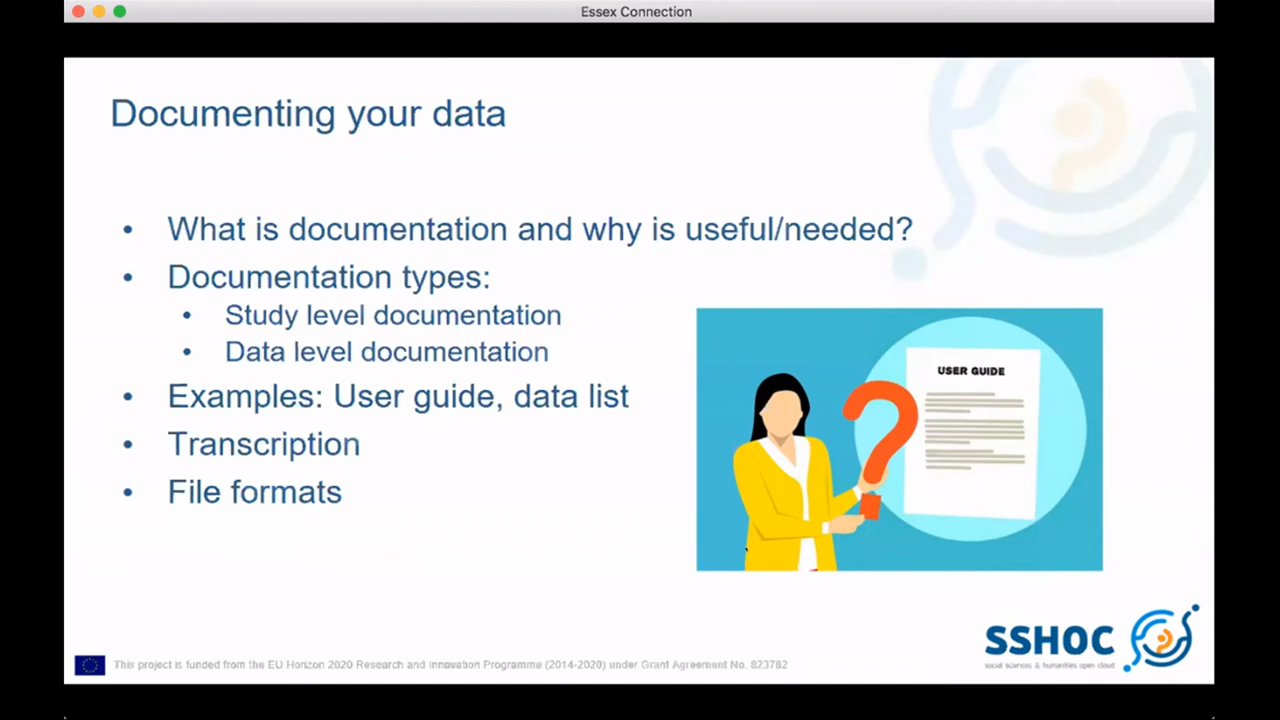 Essex Connection
Documenting your data
• What is documentation and why is useful/needed?
• Documentation types:
• Study level documentation
• Data level documentation
• Examples: User guide, data list
• Transcription
• File formats
USER GUIDE
SSHOC
social sciences & humanities open cloud
This project is funded from the EU Horizon 2020 Research and Innovation Programme (2014-2020) under Grant Agreement No. 823782